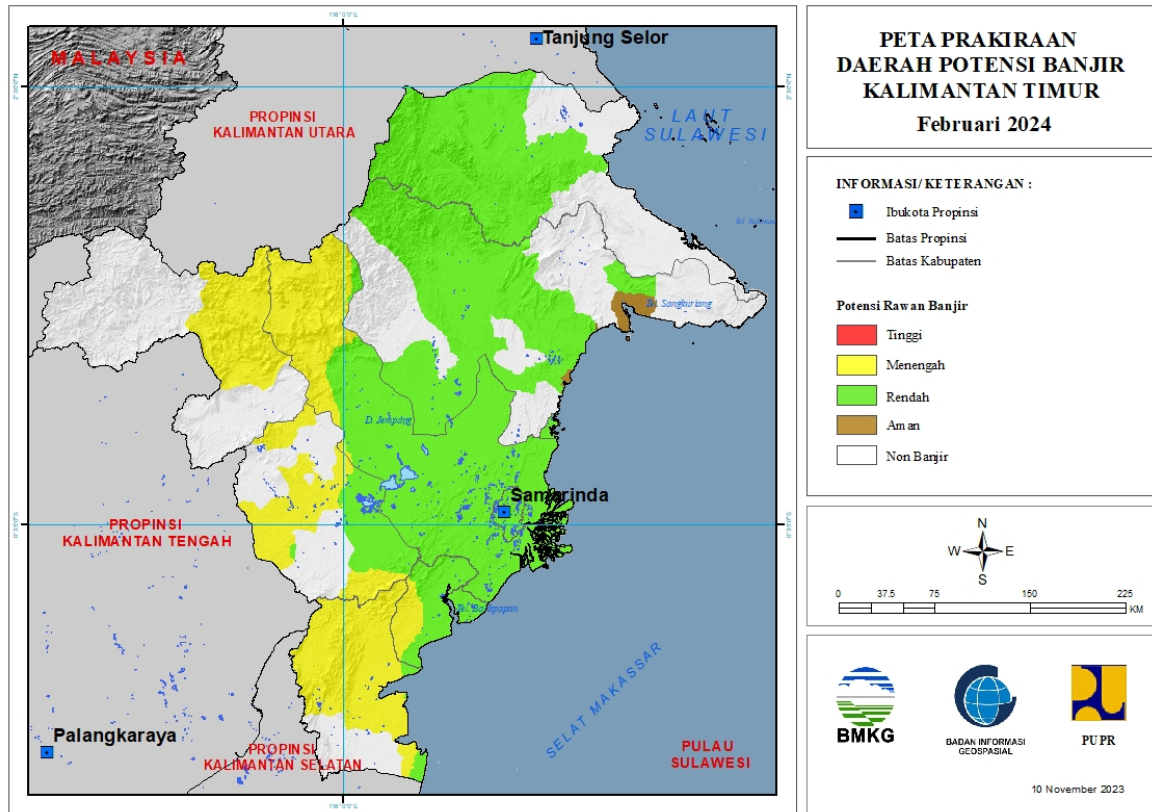 MALAYSIA
Tanjung Selor
PROPINSI
KALIMANTAN UTARA
LAUT
SULAWESI
Tel. Sangkuriang
D. Jempang
Samarinda
PROPINSI
KALIMANTAN TENGAH
SELAT MAKASSAR
Palangkaraya
PROPINSI
KALIMANTAN SELATAN
PULAU
SULAWESI
PETA PRAKIRAAN
DAERAH POTENSI BANJIR
KALIMANTAN TIMUR
Februari 2024
INFORMASI/ KETERANGAN :
Ibukota Propinsi
Batas Propinsi
Batas Kabupaten
Potensi Rawan Banjir
Tinggi
Menengah
Rendah
Aman
Non Banjir
N
W E
S
0 37.5 75 150 225
KM
BMKG
BADAN INFORMASI
GEOSPASIAL
PUPR
10 November 2023